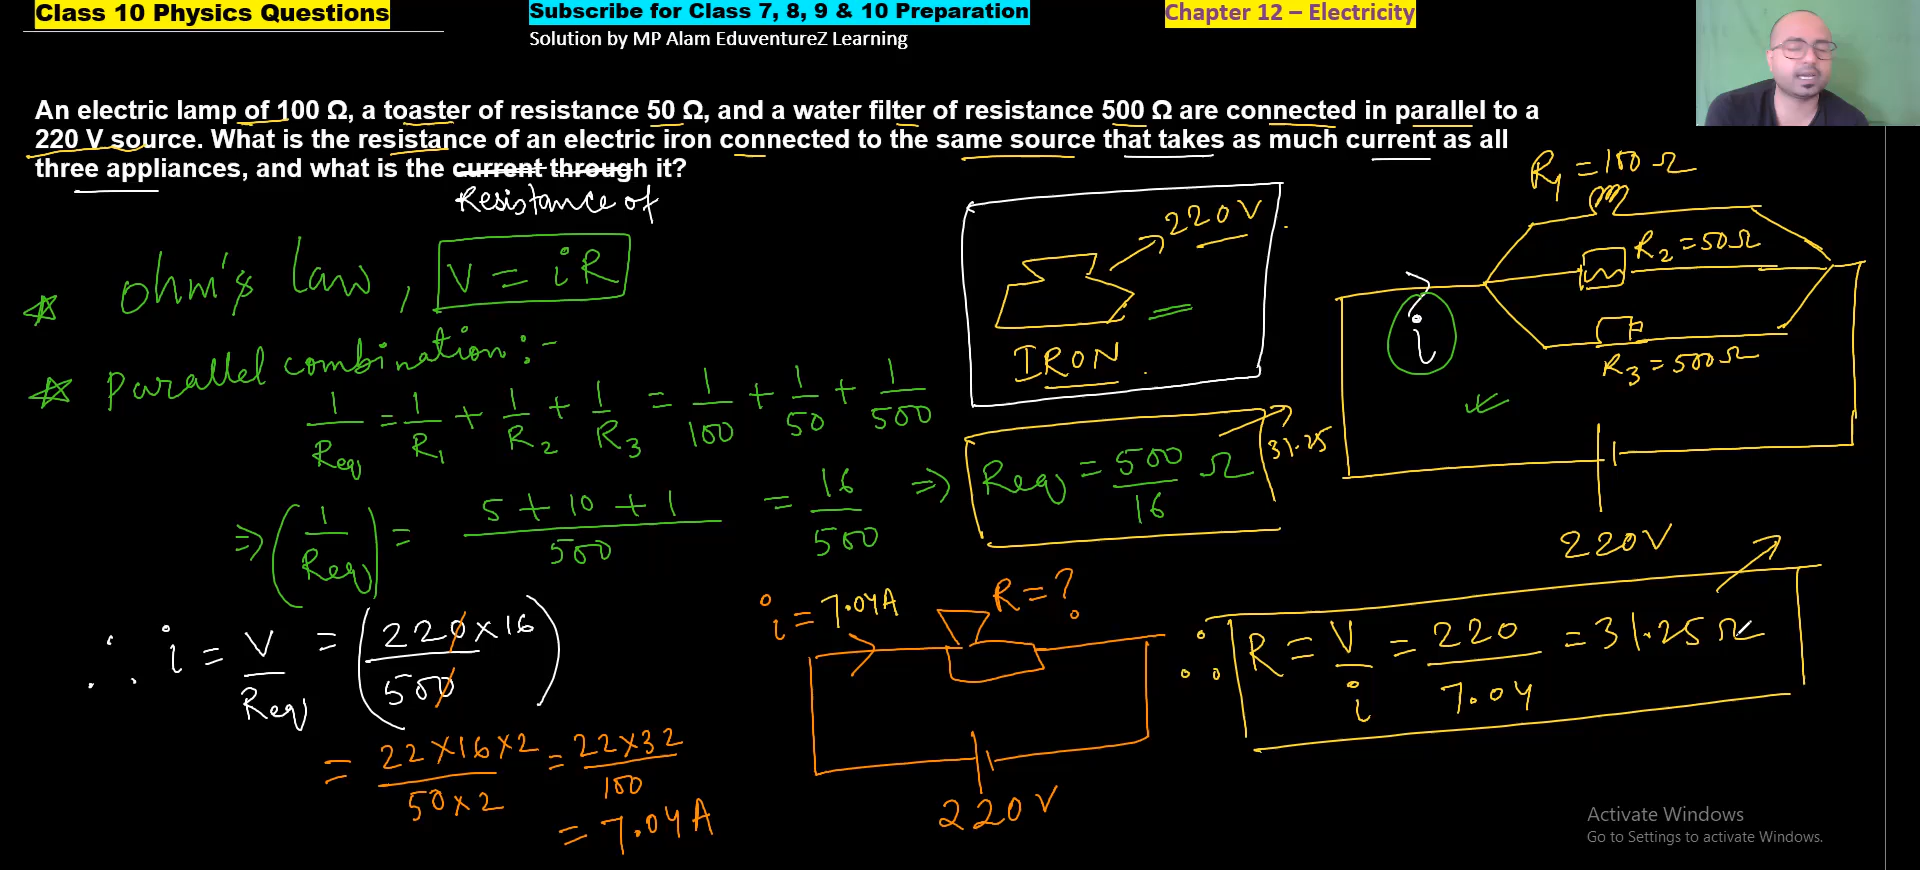 Class 10 Physics Questions
Subscribe for Class 7, 8, 9 & 10 Preparation
Chapter 12 – Electricity
Solution by MP Alam EduventureZ Learning
An electric lamp of 100 Ω, a toaster of resistance 50 Ω, and a water filter of resistance 500 Ω are connected in parallel to a
220 V source. What is the resistance of an electric iron connected to the same source that takes as much current as all
three appliances, and what is the current through it?
Resistance of
ohm's law, V = iR
Parallel combination :-
1/Req = 1/R1 + 1/R2 + 1/R3 = 1/100 + 1/50 + 1/500
⇒ (1/Req) = (5 + 10 + 1)/500 = 16/500 ⇒ Req = 500/16 Ω
31.25
∴ i = V/Req = (220 × 16/500)
= 22×16×2/50×2 = 22×32/100
= 7.04A
220V
IRON
R1 = 100 Ω
R2 = 50Ω
R3 = 500Ω
i
220V
i = 7.04A
R = ?
220V
∴ R = V/i = 220/7.04 = 31.25 Ω
Activate Windows
Go to Settings to activate Windows.